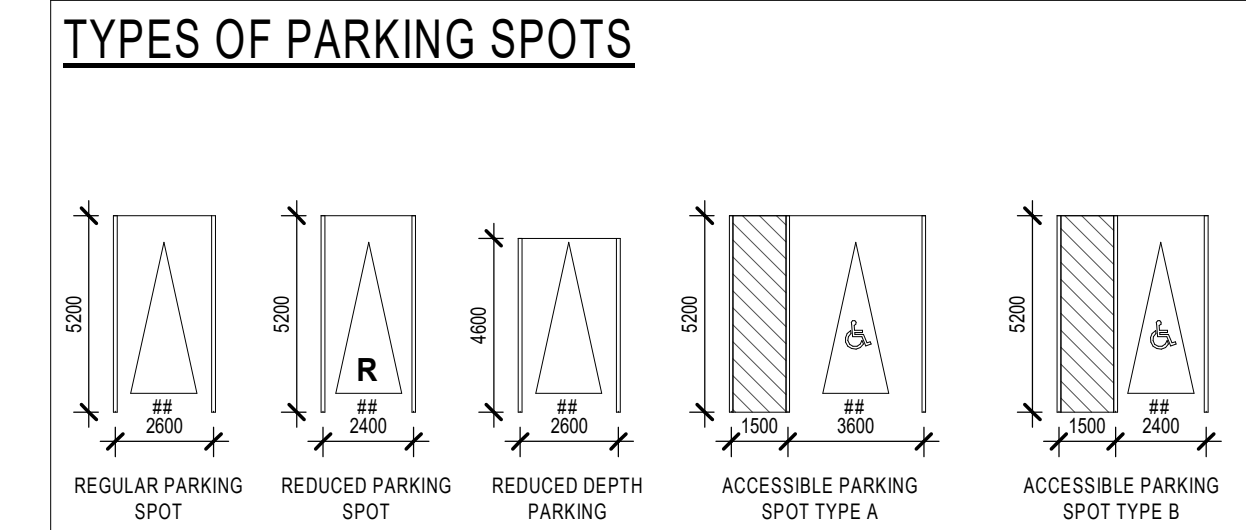 TYPES OF PARKING SPOTS
5200
##
2600
REGULAR PARKING
SPOT
5200
R
##
2400
REDUCED PARKING
SPOT
4600
##
2600
REDUCED DEPTH
PARKING
5200
1500
##
3600
ACCESSIBLE PARKING
SPOT TYPE A
5200
1500
##
2400
ACCESSIBLE PARKING
SPOT TYPE B